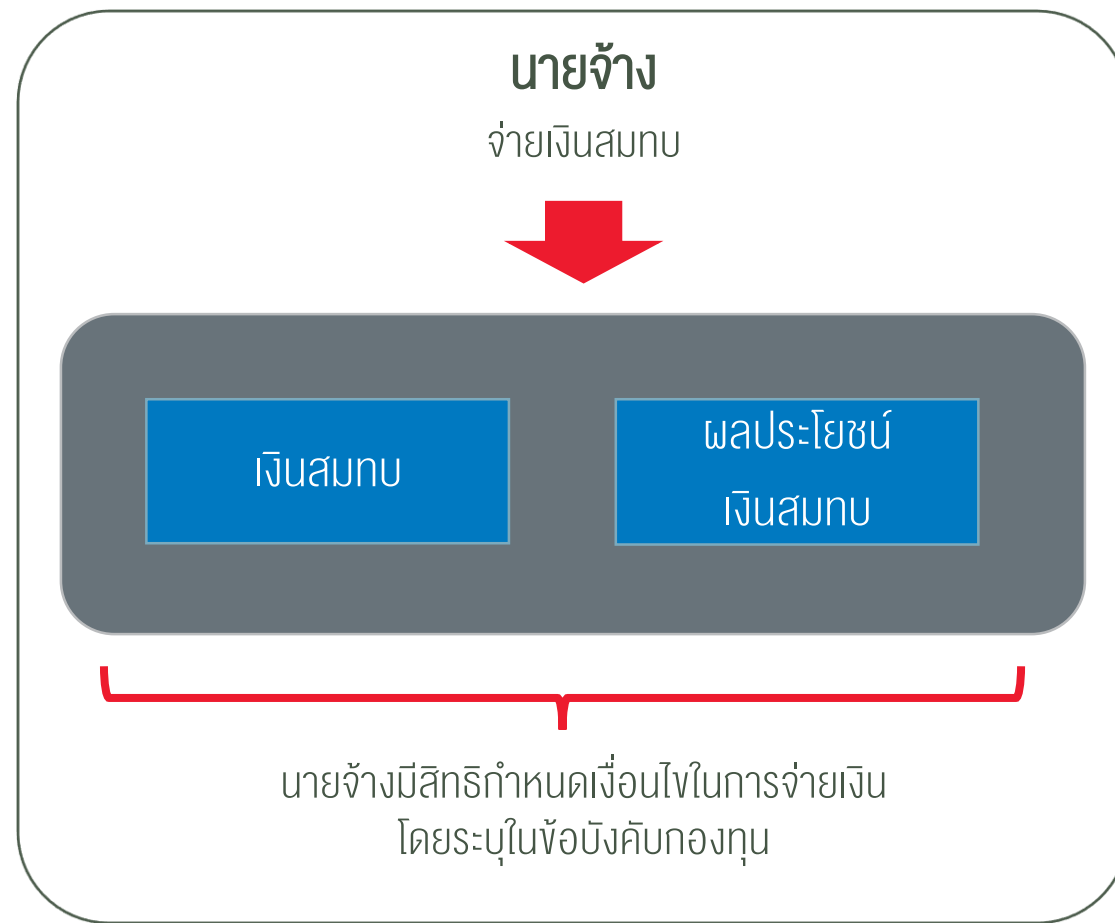 นายจ้าง
จ่ายเงินสมทบ
เงินสมทบ
ผลประโยชน์
เงินสมทบ
นายจ้างมีสิทธิกำหนดเงื่อนไขในการจ่ายเงิน
โดยระบุในข้อบังคับกองทุน